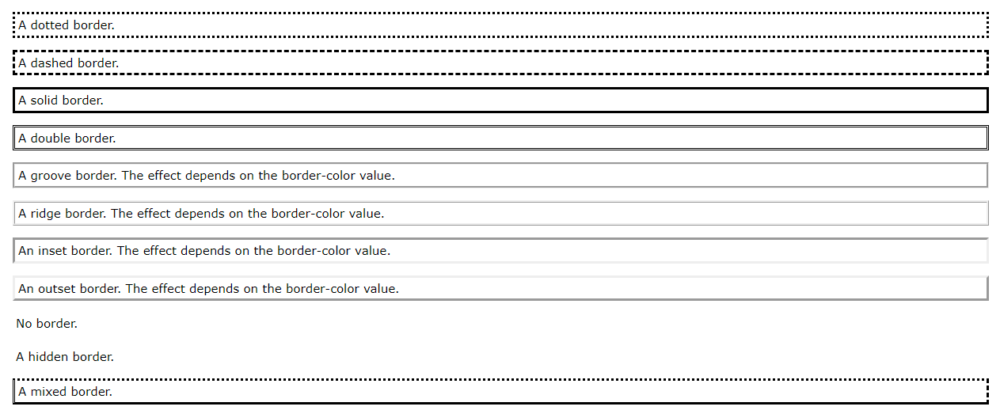 A dotted border.
A dashed border.
A solid border.
A double border.
A groove border. The effect depends on the border-color value.
A ridge border. The effect depends on the border-color value.
An inset border. The effect depends on the border-color value.
An outset border. The effect depends on the border-color value.
No border.
A hidden border.
A mixed border.